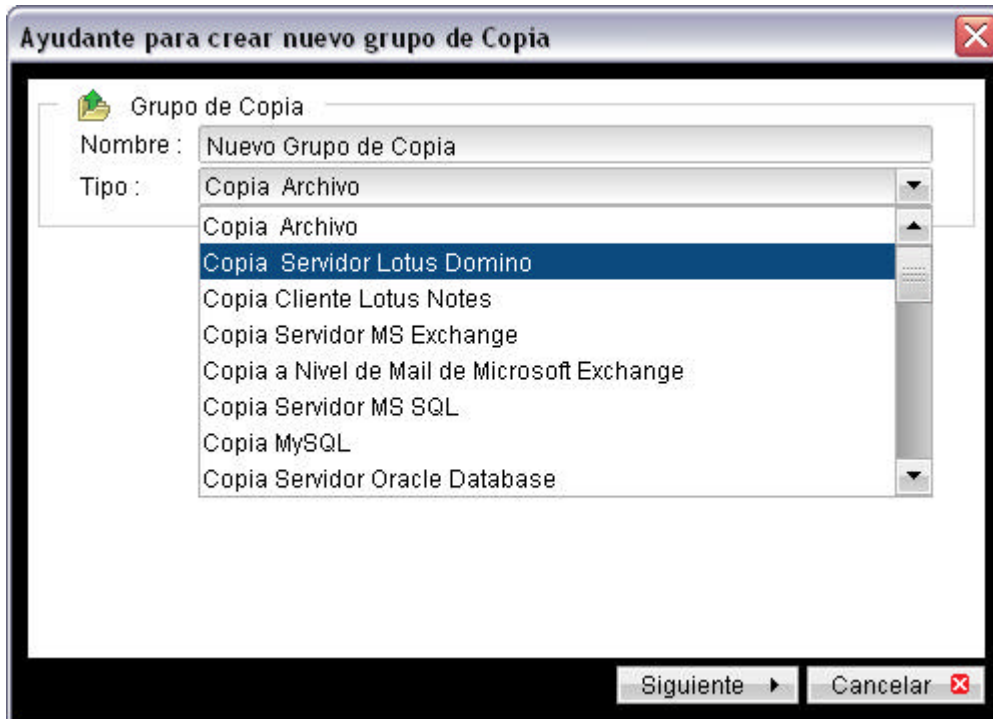 Ayudante para crear nuevo grupo de Copia
Grupo de Copia
Nombre : Nuevo Grupo de Copia
Tipo : Copia  Archivo
Copia  Archivo
Copia  Servidor Lotus Domino
Copia Cliente Lotus Notes
Copia Servidor MS Exchange
Copia a Nivel de Mail de Microsoft Exchange
Copia Servidor MS SQL
Copia MySQL
Copia Servidor Oracle Database
Siguiente Cancelar